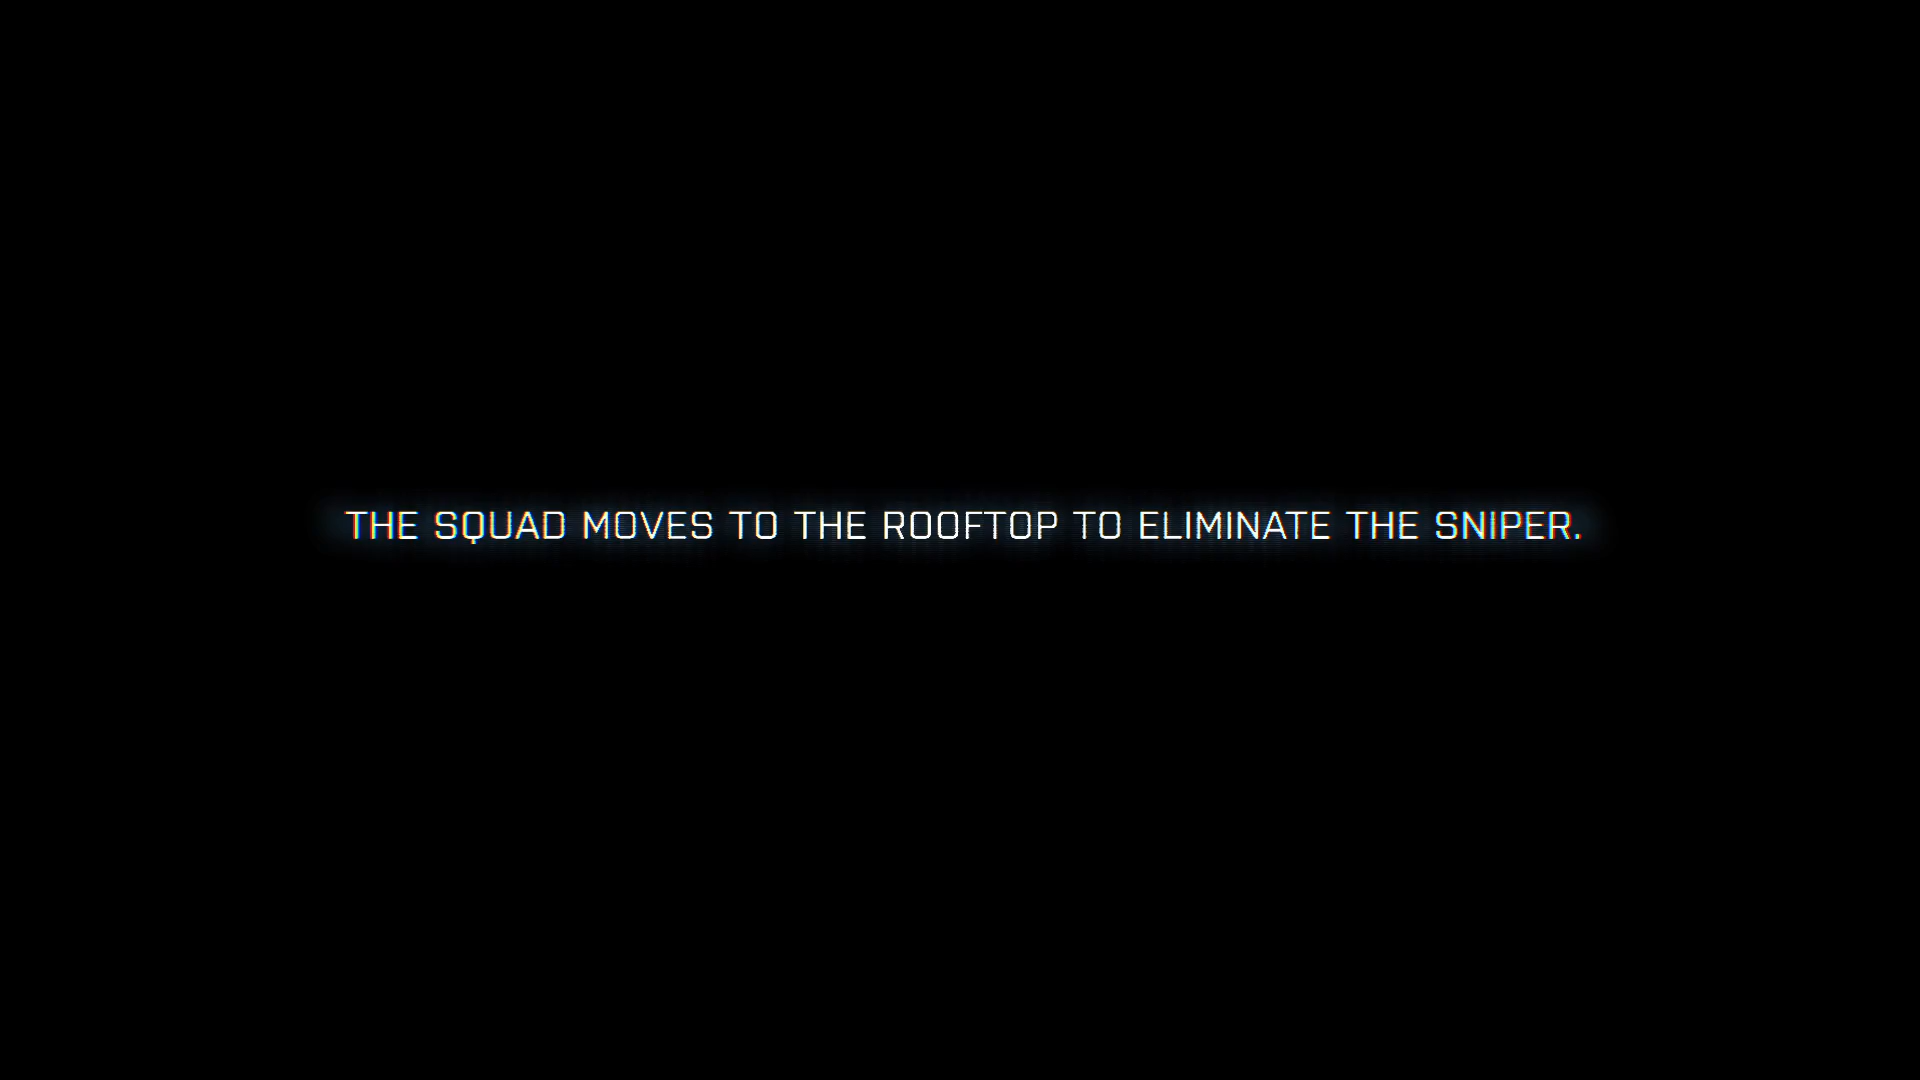 THE SQUAD MOVES TO THE ROOFTOP TO ELIMINATE THE SNIPER.